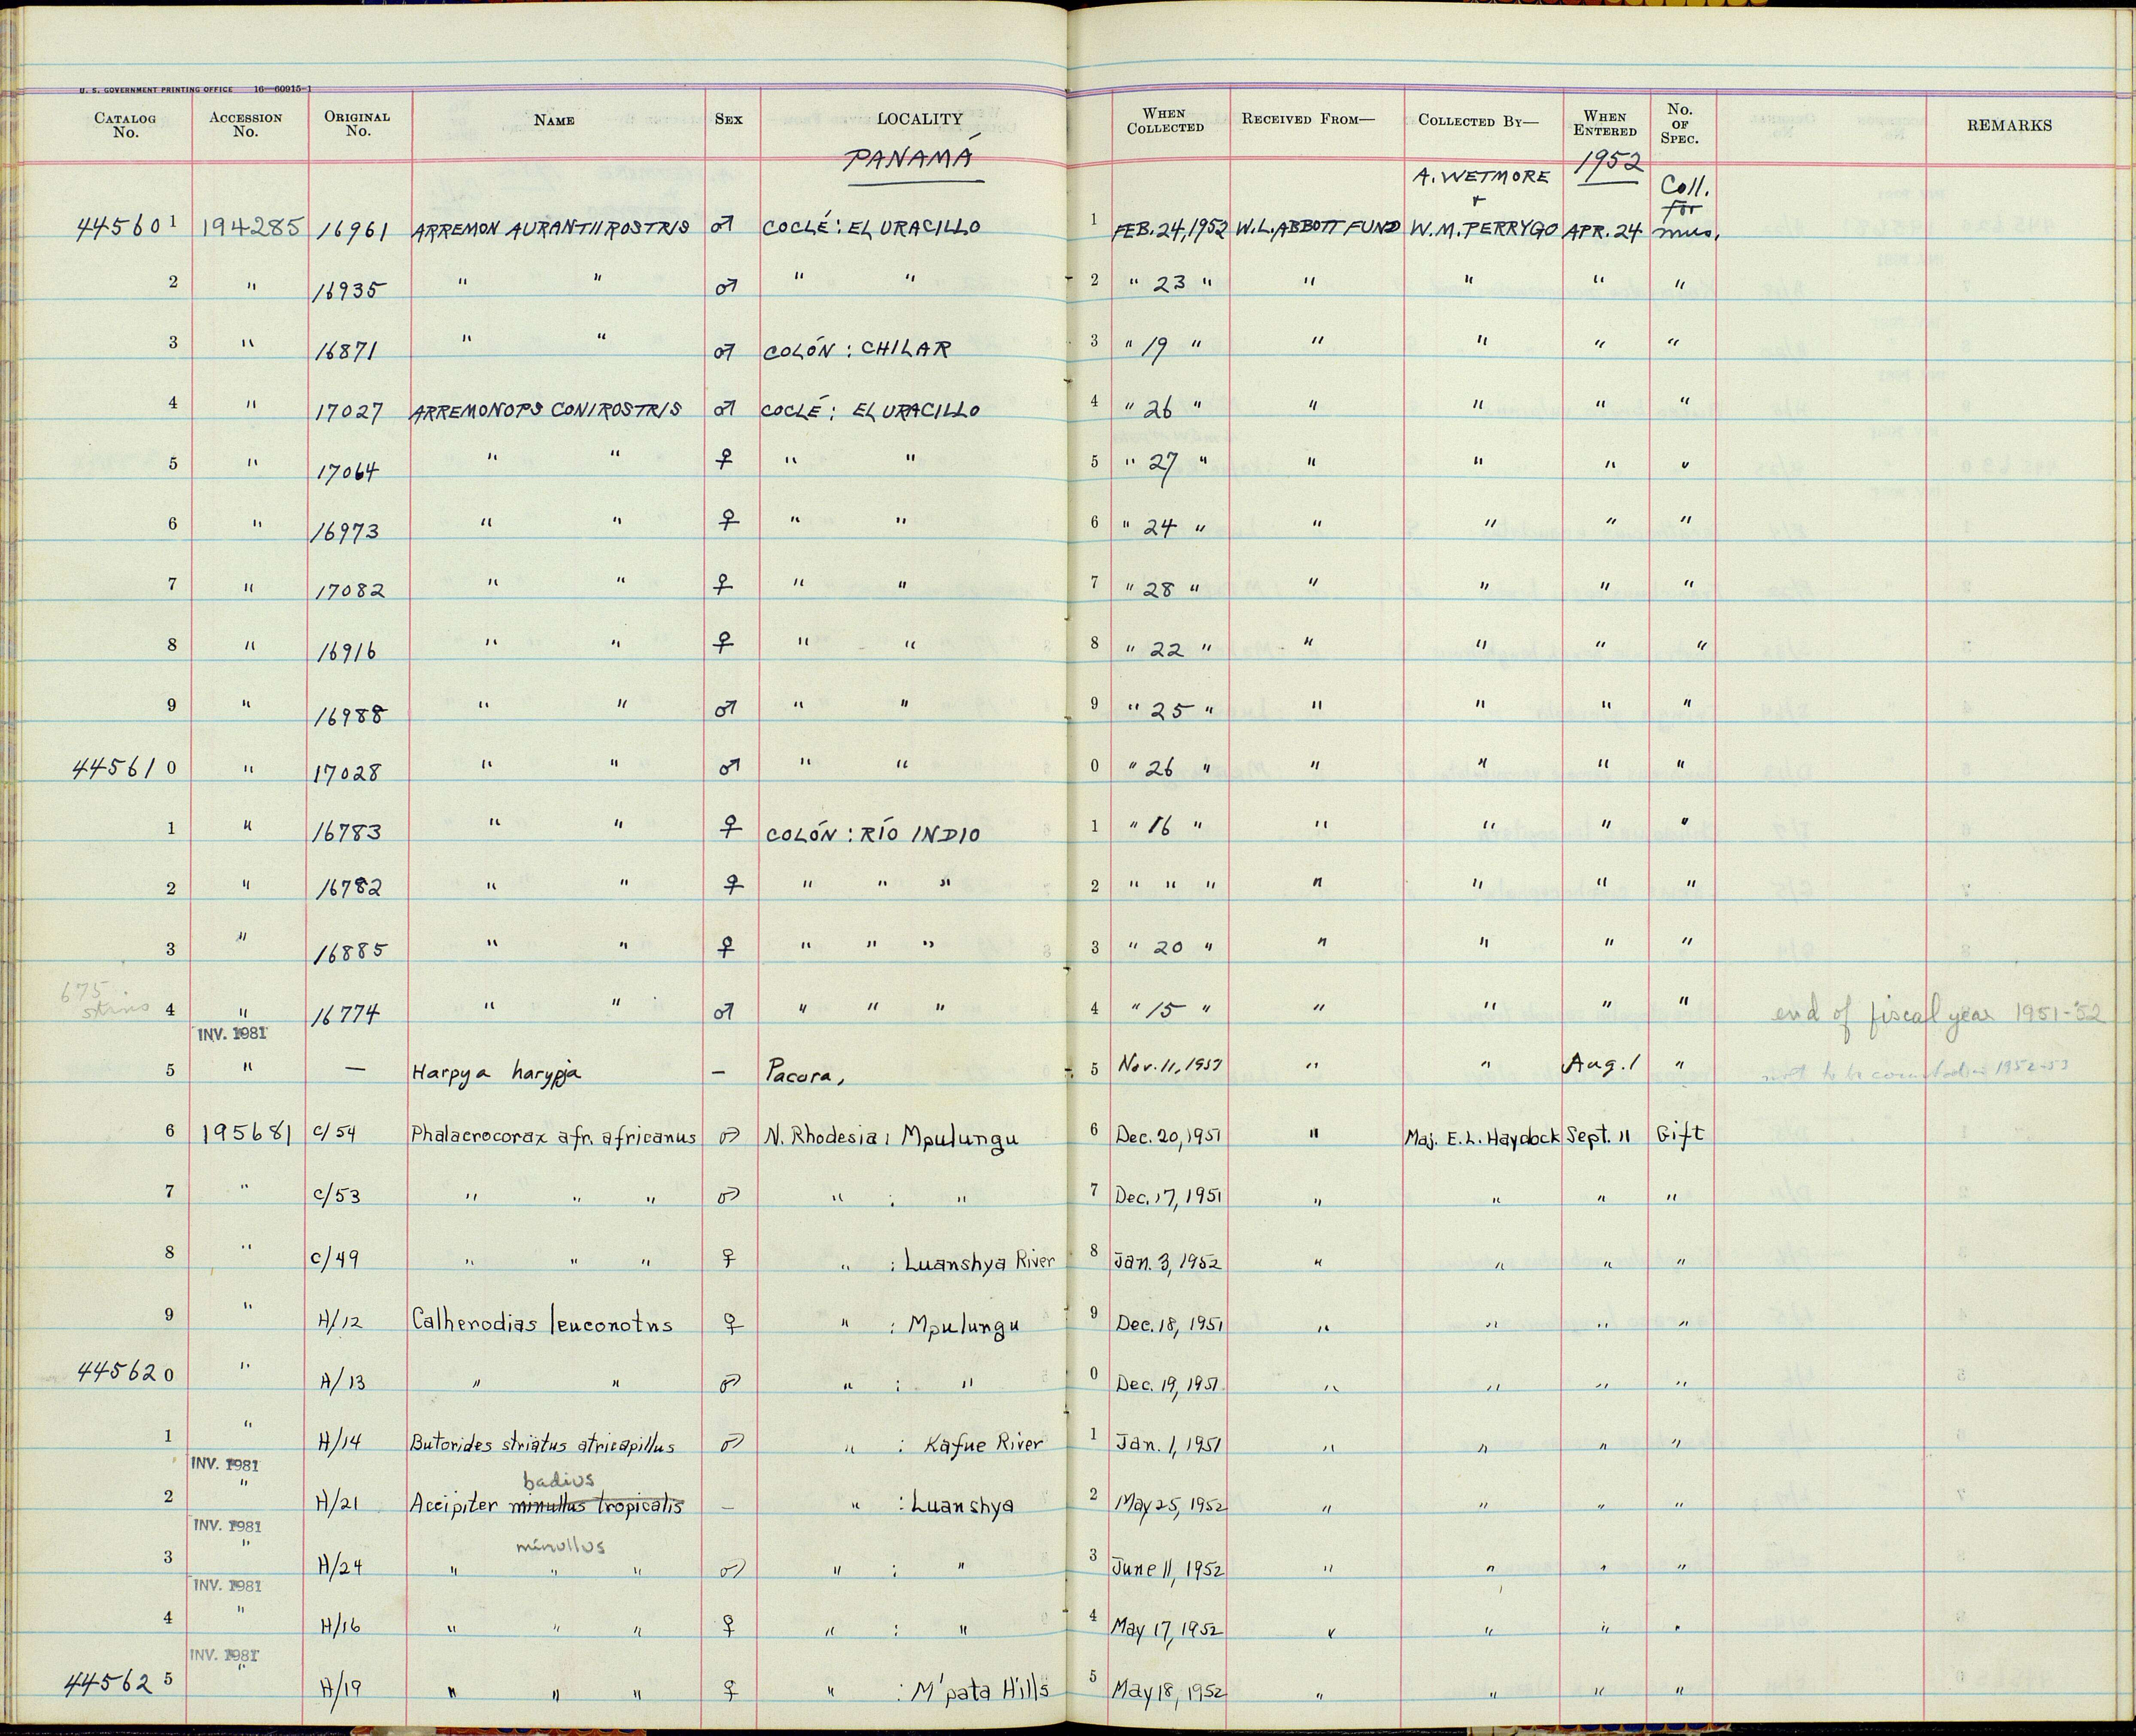 U. S. GOVERNMENT PRINTING OFFICE 16—60915-1
CATALOG No. ACCESSION No. ORIGINAL No. NAME SEX LOCALITY WHEN COLLECTED RECEIVED FROM— COLLECTED BY— WHEN ENTERED No. OF SPEC. REMARKS
PANAMÁ 1952
A. WETMORE & Coll. for
445601 194285 16961 ARREMON AURANTIIROSTRIS ♂ COCLÉ: EL URACILLO 1 FEB. 24, 1952 W.L. ABBOTT FUND W.M. PERRYGO APR. 24 mus.
2 " 16935 " " ♂ " " 2 " 23 " " " " "
3 " 16871 " " ♂ COLÓN: CHILAR 3 " 19 " " " " "
4 " 17027 ARREMONOPS CONIROSTRIS ♂ COCLÉ: EL URACILLO 4 " 26 " " " " "
5 " 17064 " " ♀ " " 5 " 27 " " " " "
6 " 16973 " " ♀ " " 6 " 24 " " " " "
7 " 17082 " " ♀ " " 7 " 28 " " " " "
8 " 16916 " " ♀ " " 8 " 22 " " " " "
9 " 16988 " " ♂ " " 9 " 25 " " " " "
445610 " 17028 " " ♂ " " 0 " 26 " " " " "
1 " 16783 " " ♀ COLÓN: RÍO INDIO 1 " 16 " " " " "
2 " 16782 " " ♀ " " " 2 " " " " " " "
3 " 16885 " " ♀ " " " 3 " 20 " " " " "
675 skins 4 " 16774 " " ♂ " " " 4 " 15 " " " " " end of fiscal year 1951-'52
INV. 1981
5 " — Harpya harypja – Pacora, 5 Nov. 11, 1951 " " Aug. 1 " not to be counted in 1952-53
6 195681 C/54 Phalacrocorax afr. africanus ♂ N. Rhodesia: Mpulungu 6 Dec. 20, 1951 " Maj. E. L. Haydock Sept. 11 Gift
7 " C/53 " " " ♂ " : " 7 Dec. 17, 1951 " " " "
8 " C/49 " " " ♀ " : Luanshya River 8 Jan. 3, 1952 " " " "
9 " H/12 Calherodias leuconotus ♀ " : Mpulungu 9 Dec. 18, 1951 " " " "
445620 " H/13 " " ♂ " : " 0 Dec. 19, 1951 " " " "
1 " H/14 Butorides striatus atricapillus ♂ " : Kafue River 1 Jan. 1, 1951 " " " "
INV. 1981 badius
2 " H/21 Accipiter minullus tropicalis – " : Luanshya 2 May 25, 1952 " " " "
INV. 1981 minullus
3 " H/24 " " " ♂ " : " 3 June 11, 1952 " " " "
INV. 1981
4 " H/16 " " " ♀ " : " 4 May 17, 1952 " " " "
INV. 1981
445625 " H/19 " " " ♀ " : M'pata Hills 5 May 18, 1952 " " " "